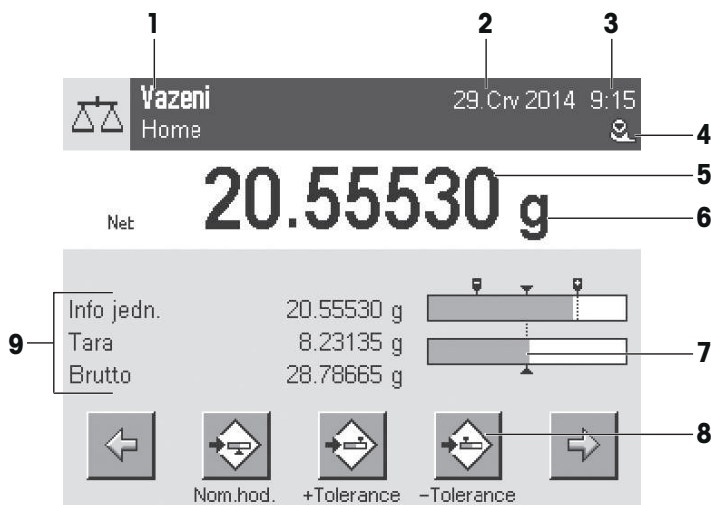 1 2 3
Vazeni 29.Crv 2014 9:15
Home
4
5
20.55530 g
6
Net
Info jedn. 20.55530 g
9 Tara 8.23135 g
7
Brutto 28.78665 g
8
Nom.hod. +Tolerance −Tolerance